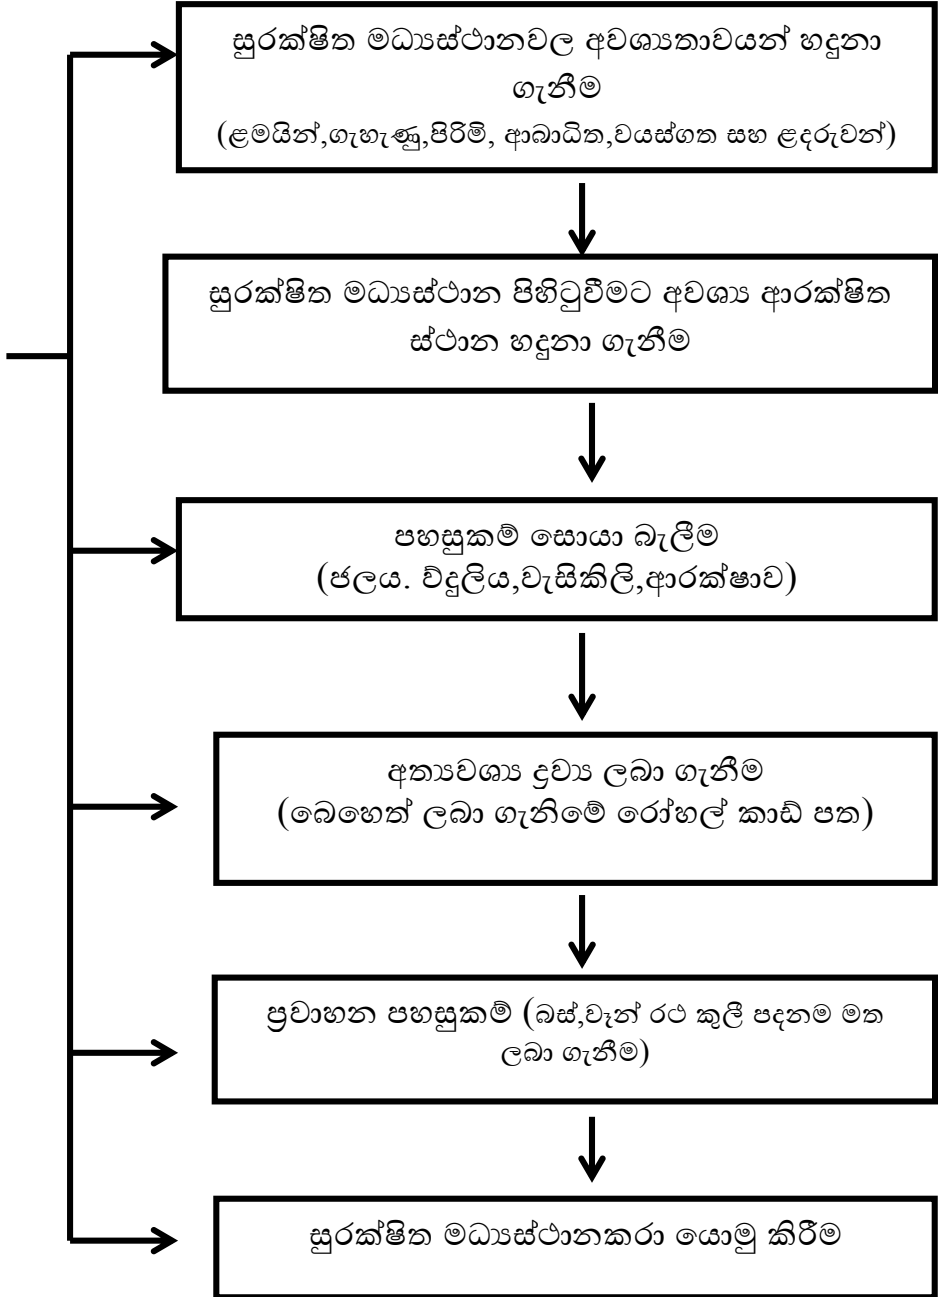 සුරක්ෂිත මධ්‍යස්ථානවල අවශ්‍යතාවයන් හදුනා
ගැනීම
(ළමයින්,ගැහැණු,පිරිමි, ආබාධිත,වයස්ගත සහ ළදරුවන්)
සුරක්ෂිත මධ්‍යස්ථාන පිහිටුවීමට අවශ්‍ය ආරක්ෂිත
ස්ථාන හදුනා ගැනීම
පහසුකම් සොයා බැලීම
(ජලය. විදුලිය,වැසිකිලි,ආරක්ෂාව)
අත්‍යවශ්‍ය ද්‍රව්‍ය ලබා ගැනීම
(බෙහෙත් ලබා ගැනිමේ රෝහල් කාඩ් පත)
ප්‍රවාහන පහසුකම් (බස්,වෑන් රථ කුලී පදනම මත
ලබා ගැනීම)
සුරක්ෂිත මධ්‍යස්ථානකරා යොමු කිරීම